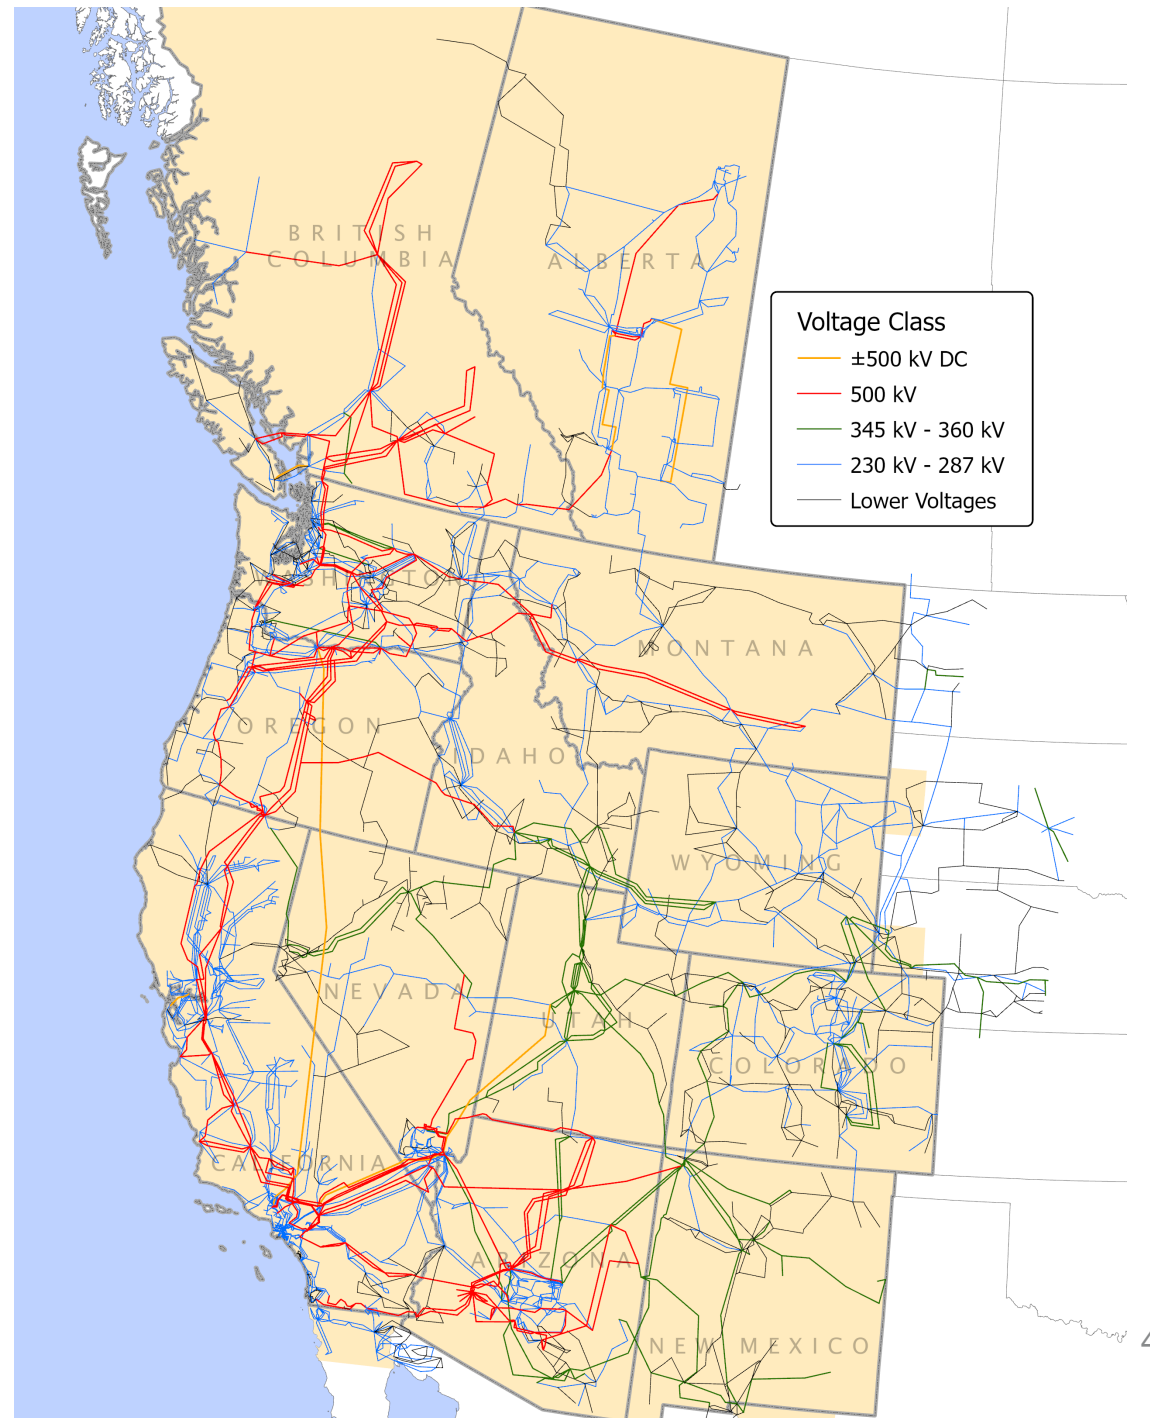 BRITISH
COLUMBIA
ALBERTA
Voltage Class
±500 kV DC
500 kV
345 kV - 360 kV
230 kV - 287 kV
Lower Voltages
WASHINGTON
MONTANA
OREGON
IDAHO
WYOMING
NEVADA
UTAH
COLORADO
CALIFORNIA
ARIZONA
NEW MEXICO
4